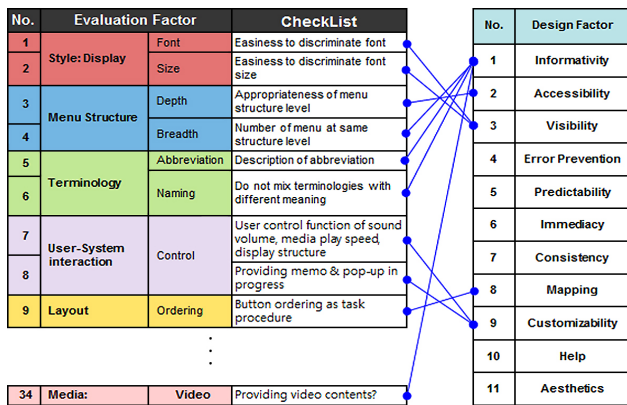 No. Evaluation Factor CheckList
1 Style: Display Font Easiness to discriminate font
2 Size Easiness to discriminate font
size
3 Menu Structure Depth Appropriateness of menu
structure level
4 Breadth Number of menu at same
structure level
5 Terminology Abbreviation Description of abbreviation
6 Naming Do not mix terminologies with
different meaning
7 User-System
interaction Control User control function of sound
volume, media play speed,
display structure
8 Providing memo & pop-up in
progress
9 Layout Ordering Button ordering as task
procedure
34 Media: Video Providing video contents?
No. Design Factor
1 Informativity
2 Accessibility
3 Visibility
4 Error Prevention
5 Predictability
6 Immediacy
7 Consistency
8 Mapping
9 Customizability
10 Help
11 Aesthetics